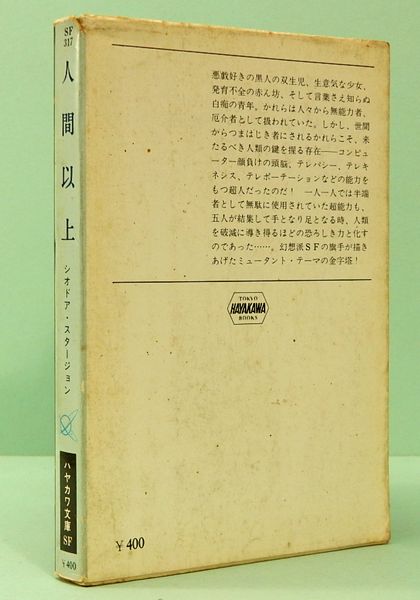 SF
317
人間以上
シオドア・スタージョン
ハヤカワ文庫
SF
¥400
悪戯好きの黒人の双生児、生意気な少女、
発育不全の赤ん坊、そして言葉さえ知らぬ
白痴の青年。かれらは人々から無能力者、
厄介者として扱われていた。しかし、世間
からつまはじき者にされるかれらこそ、来
たるべき人類の鍵を握る存在──コンピュ
ーター顔負けの頭脳、テレパシー、テレキ
ネシス、テレポーテーションなどの能力を
もつ超人だったのだ！　一人一人では半端
者として無駄に使用されていた超能力も、
五人が結集して手となり足となる時、人類
を破滅に導き得るほどの恐ろしき力と化す
のであった……。幻想派SFの旗手が描き
あげたミュータント・テーマの金字塔！
TOKYO
HAYAKAWA
BOOKS
¥400